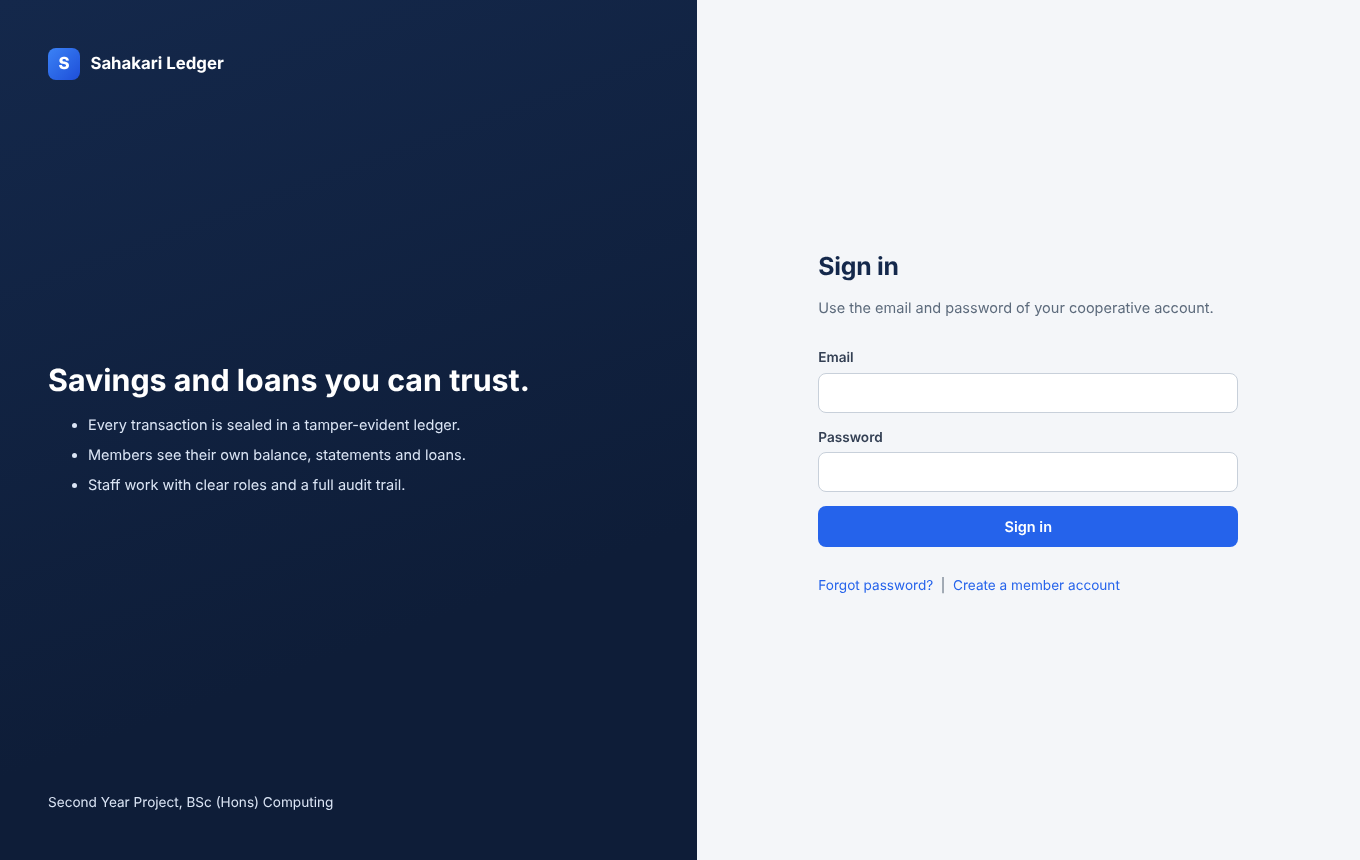 S
Sahakari Ledger
Savings and loans you can trust.
Every transaction is sealed in a tamper-evident ledger.
Members see their own balance, statements and loans.
Staff work with clear roles and a full audit trail.
Second Year Project, BSc (Hons) Computing
Sign in
Use the email and password of your cooperative account.
Email
Password
Sign in
Forgot password? | Create a member account